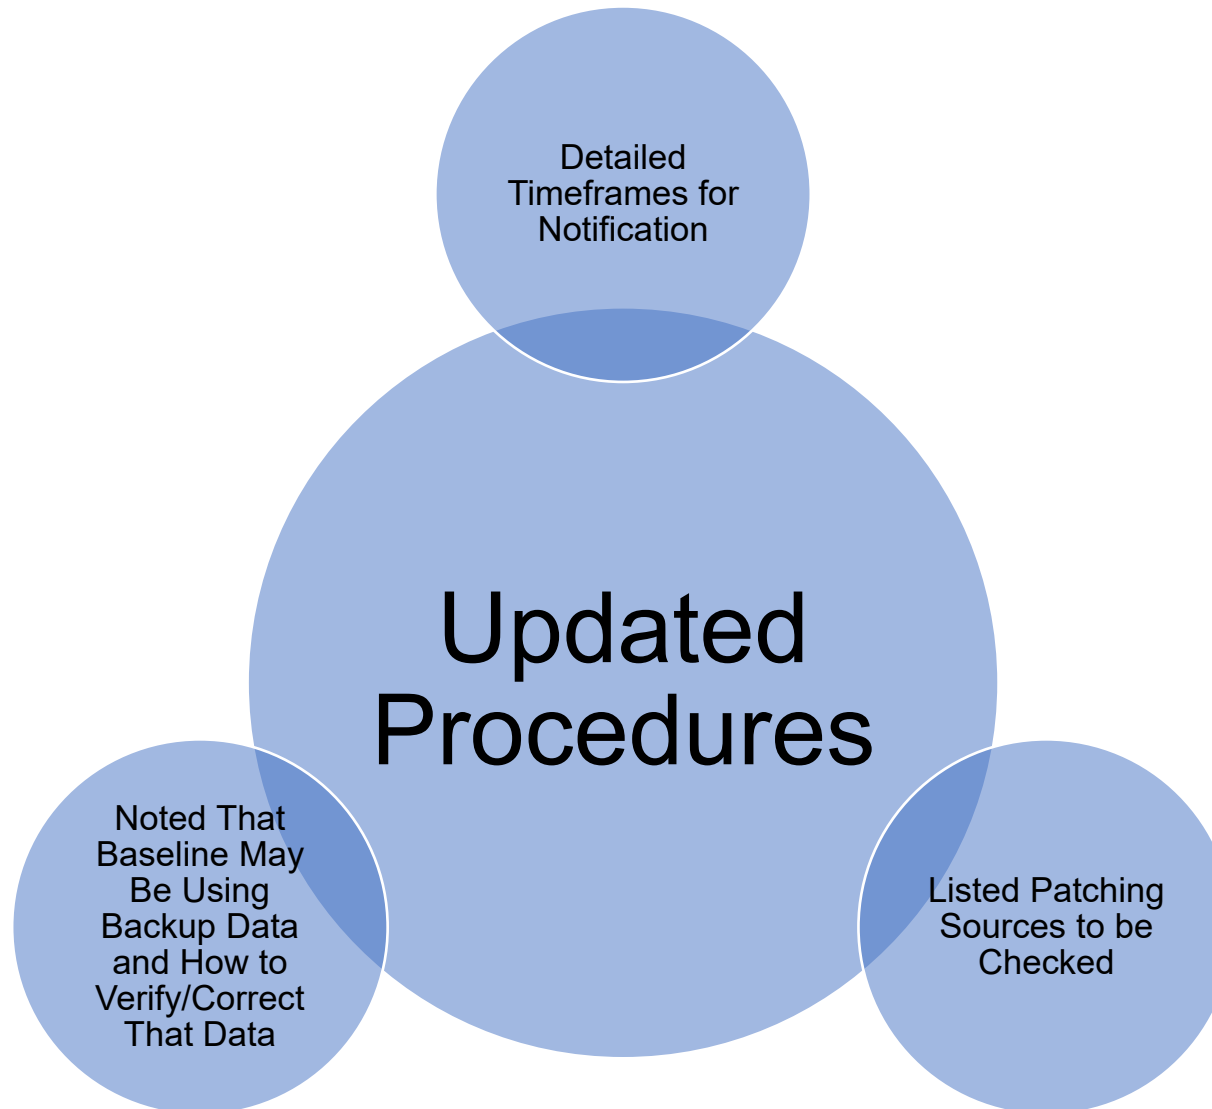 Detailed
Timeframes for
Notification
Updated
Procedures
Noted That
Baseline May
Be Using
Backup Data
and How to
Verify/Correct
That Data
Listed Patching
Sources to be
Checked